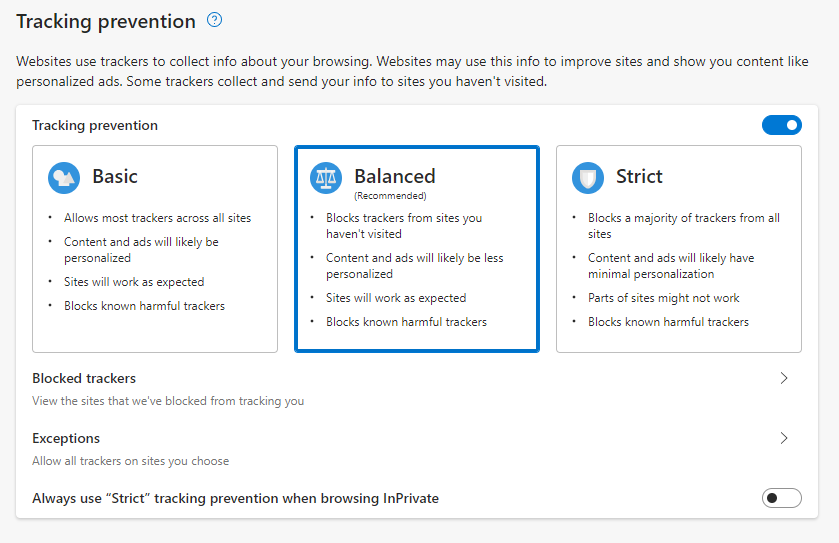 Tracking prevention
Websites use trackers to collect info about your browsing. Websites may use this info to improve sites and show you content like
personalized ads. Some trackers collect and send your info to sites you haven't visited.
Tracking prevention
Basic
• Allows most trackers across all sites
• Content and ads will likely be
personalized
• Sites will work as expected
• Blocks known harmful trackers
Balanced
(Recommended)
• Blocks trackers from sites you
haven't visited
• Content and ads will likely be less
personalized
• Sites will work as expected
• Blocks known harmful trackers
Strict
• Blocks a majority of trackers from all
sites
• Content and ads will likely have
minimal personalization
• Parts of sites might not work
• Blocks known harmful trackers
Blocked trackers
View the sites that we've blocked from tracking you
Exceptions
Allow all trackers on sites you choose
Always use “Strict” tracking prevention when browsing InPrivate